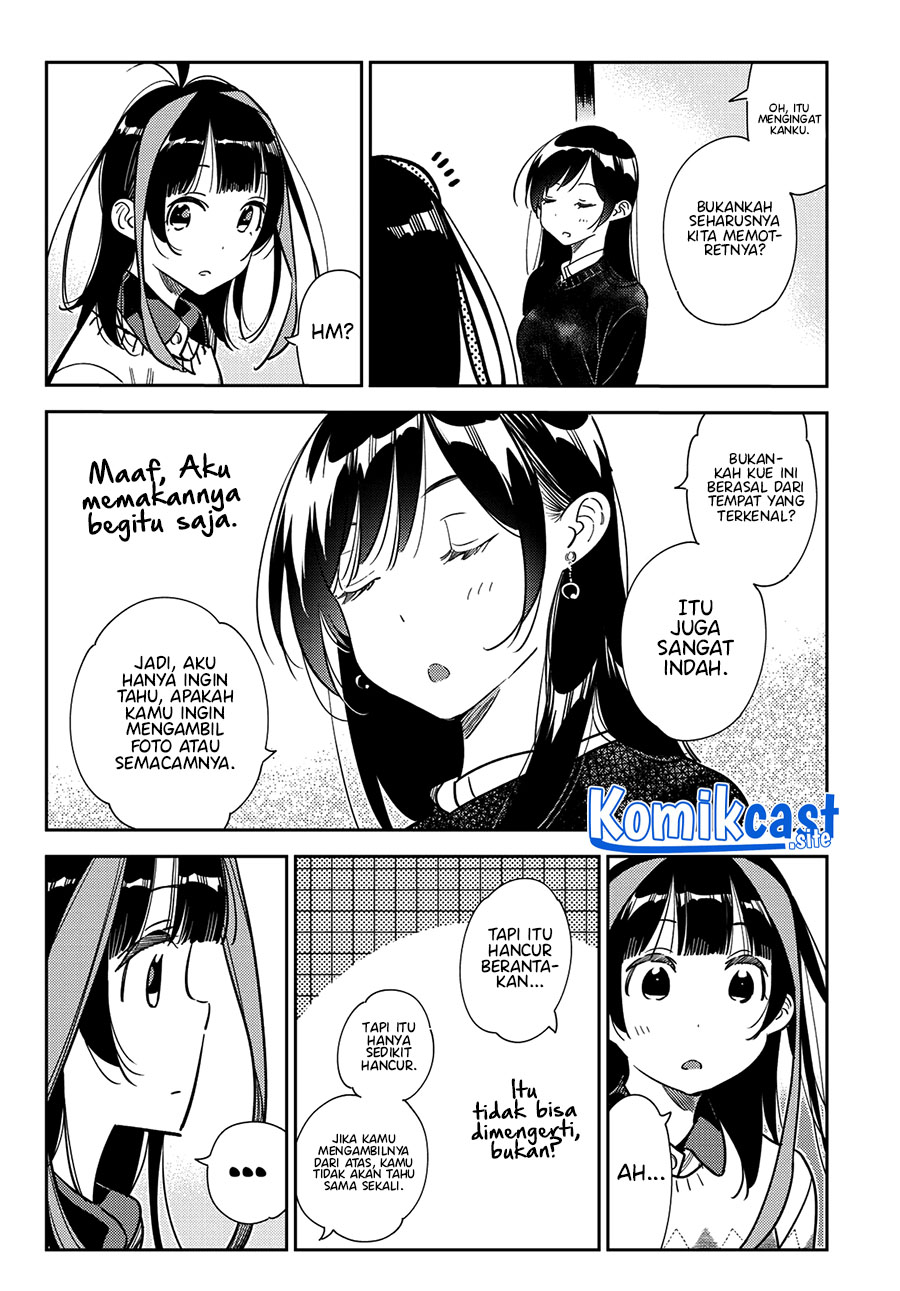 OH, ITU
MENGINGAT
KANKU.
BUKANKAH
SEHARUSNYA
KITA MEMOT-
RETNYA?
HM?
BUKAN-
KAH KUE INI
BERASAL DARI
TEMPAT YANG
TERKENAL?
ITU
JUGA
SANGAT
INDAH.
Maaf, Aku
memakannya
begitu saja.
JADI, AKU
HANYA INGIN
TAHU, APAKAH
KAMU INGIN
MENGAMBIL
FOTO ATAU
SEMACAMNYA.
Komikcast
.site
AH...
TAPI ITU
HANCUR
BERANTA-
KAN...
Itu
tidak bisa
dimengerti,
bukan?
TAPI ITU
HANYA
SEDIKIT
HANCUR.
JIKA KAMU
MENGAMBILNYA
DARI ATAS, KAMU
TIDAK AKAN TAHU
SAMA SEKALI.
...